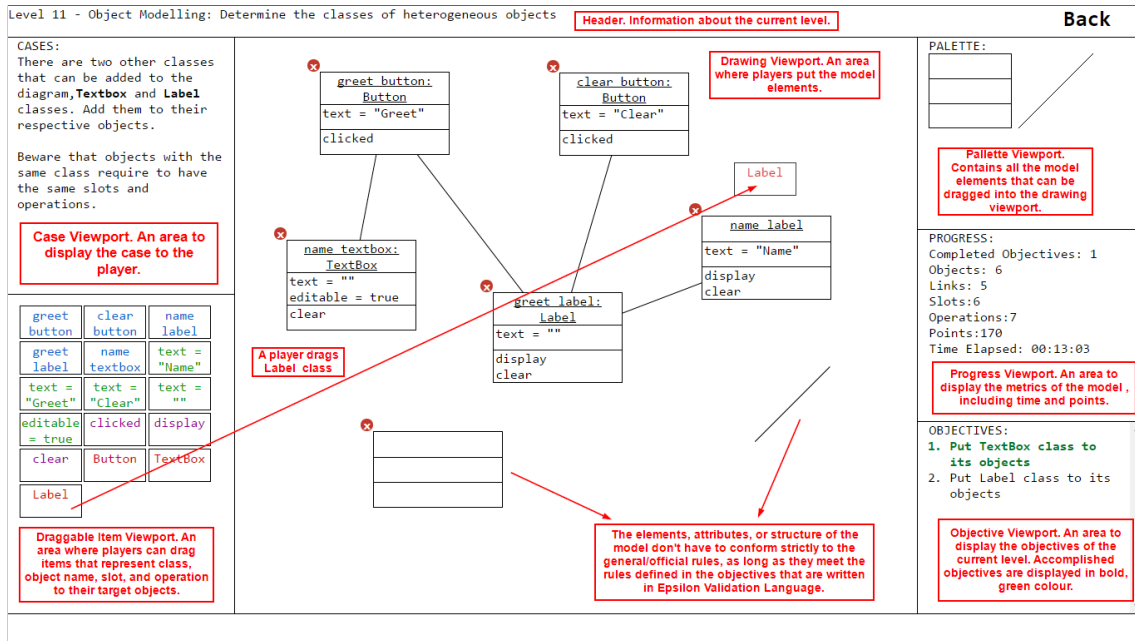 Level 11 - Object Modelling: Determine the classes of heterogeneous objects
Header. Information about the current level.
Back
CASES:
There are two other classes
that can be added to the
diagram,Textbox and Label
classes. Add them to their
respective objects.
Beware that objects with the
same class require to have
the same slots and
operations.
Case Viewport. An area to
display the case to the
player.
greet
button
clear
button
name
label
greet
label
name
textbox
text =
"Name"
text =
"Greet"
text =
"Clear"
text =
""
editable
= true
clicked
display
clear
Button
TextBox
Label
Draggable Item Viewport. An
area where players can drag
items that represent class,
object name, slot, and operation
to their target objects.
greet button:
Button
text = "Greet"
clicked
clear button:
Button
text = "Clear"
clicked
Drawing Viewport. An area
where players put the model
elements.
Label
name label
text = "Name"
display
clear
name textbox:
TextBox
text = ""
editable = true
clear
greet label:
Label
text = ""
display
clear
A player drags
Label class
The elements, attributes, or structure of the
model don't have to conform strictly to the
general/official rules, as long as they meet the
rules defined in the objectives that are written
in Epsilon Validation Language.
PALETTE:
Pallette Viewport.
Contains all the model
elements that can be
dragged into the drawing
viewport.
PROGRESS:
Completed Objectives: 1
Objects: 6
Links: 5
Slots:6
Operations:7
Points:170
Time Elapsed: 00:13:03
Progress Viewport. An area to
display the metrics of the model ,
including time and points.
OBJECTIVES:
1. Put TextBox class to
its objects
2. Put Label class to its
objects
Objective Viewport. An area to
display the objectives of the
current level. Accomplished
objectives are displayed in bold,
green colour.